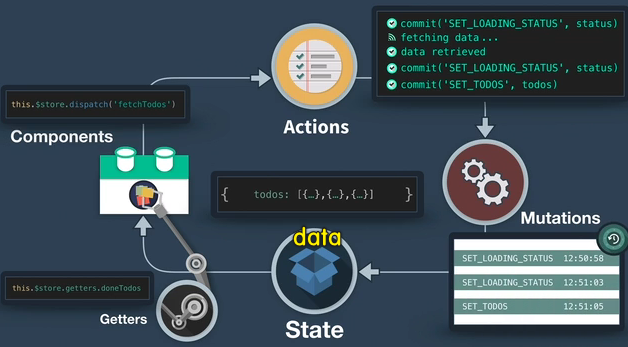 commit('SET_LOADING_STATUS', status)
fetching data...
data retrieved
commit('SET_LOADING_STATUS', status)
commit('SET_TODOS', todos)
this.$store.dispatch('fetchTodos')
Actions
Components
{ todos: [{…},{…},{…}] }
Mutations
data
SET_LOADING_STATUS 12:50:58
SET_LOADING_STATUS 12:51:03
SET_TODOS 12:51:05
this.$store.getters.doneTodos
Getters
State